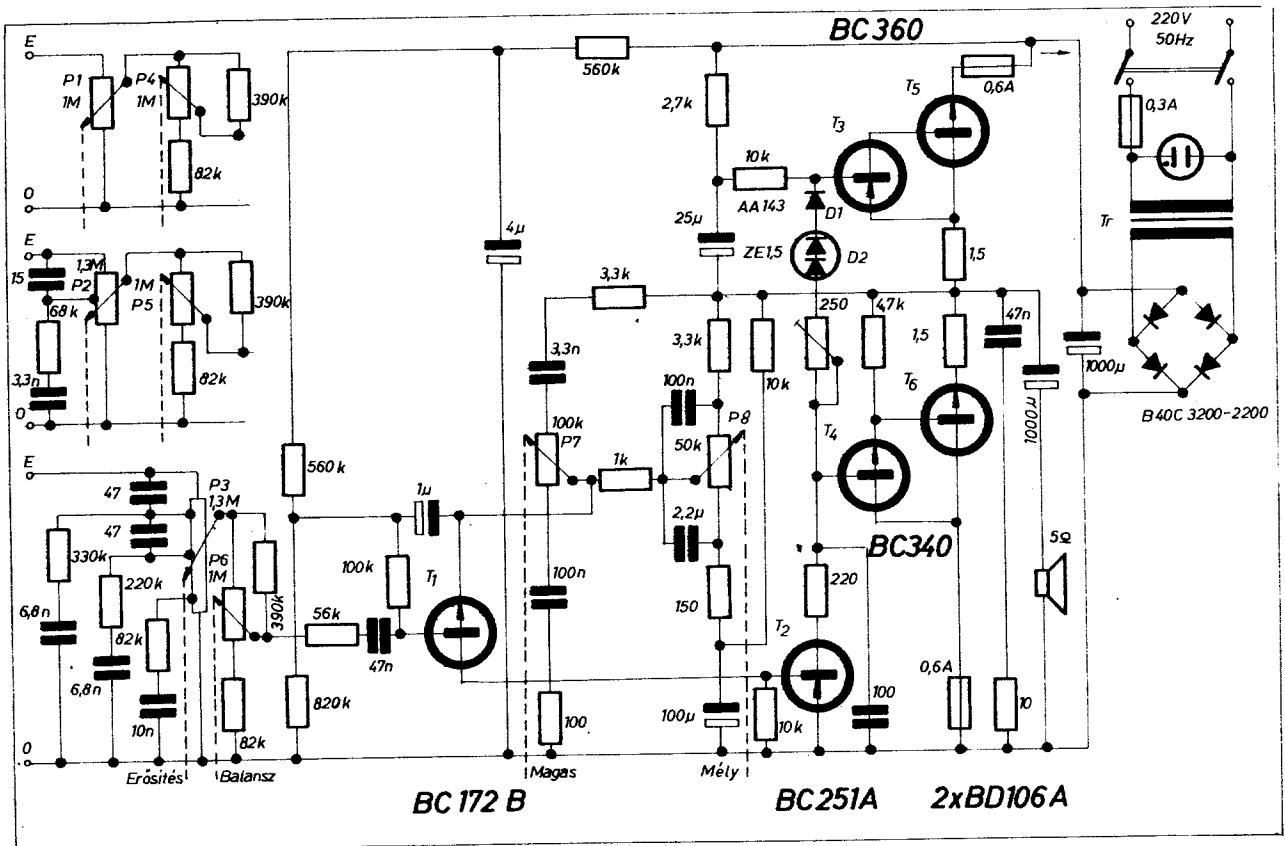 BC360
220V
50Hz
E
P1
1M
P4
1M
390k
82k
0
560k
2,7k
T5
0,6A
0,3A
T3
10k
AA143
D1
ZE1,5
D2
25µ
4µ
1,5
Tr
E
15
1,3M
P2
1M
P5
68k
390k
82k
3,3n
0
3,3k
3,3n
3,3k
10k
250
47k
1,5
47n
1000µ
1000µ
B40C 3200-2200
100n
P8
50k
T6
T4
100k
P7
1k
2,2µ
E
47
P3
1,3M
47
330k
220k
P6
1M
6,8n
82k
6,8n
10n
390k
82k
560k
1µ
100k
T1
56k
47n
820k
100n
150
100
100µ
10k
BC340
220
T2
100
0,6A
10
5Ω
0
Erősítés
Balansz
Magas
Mély
BC172B
BC251A
2xBD106A